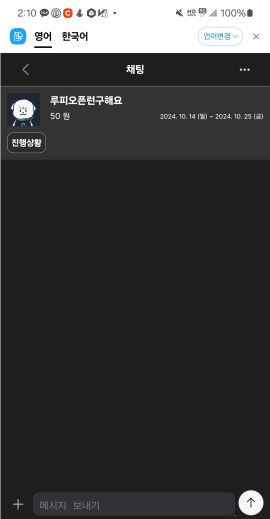 2:10 100%
영어 한국어 언어변경
채팅
루피오픈런구해요
50 원 2024. 10. 14 (월) ~ 2024. 10. 25 (금)
진행상황
메시지 보내기